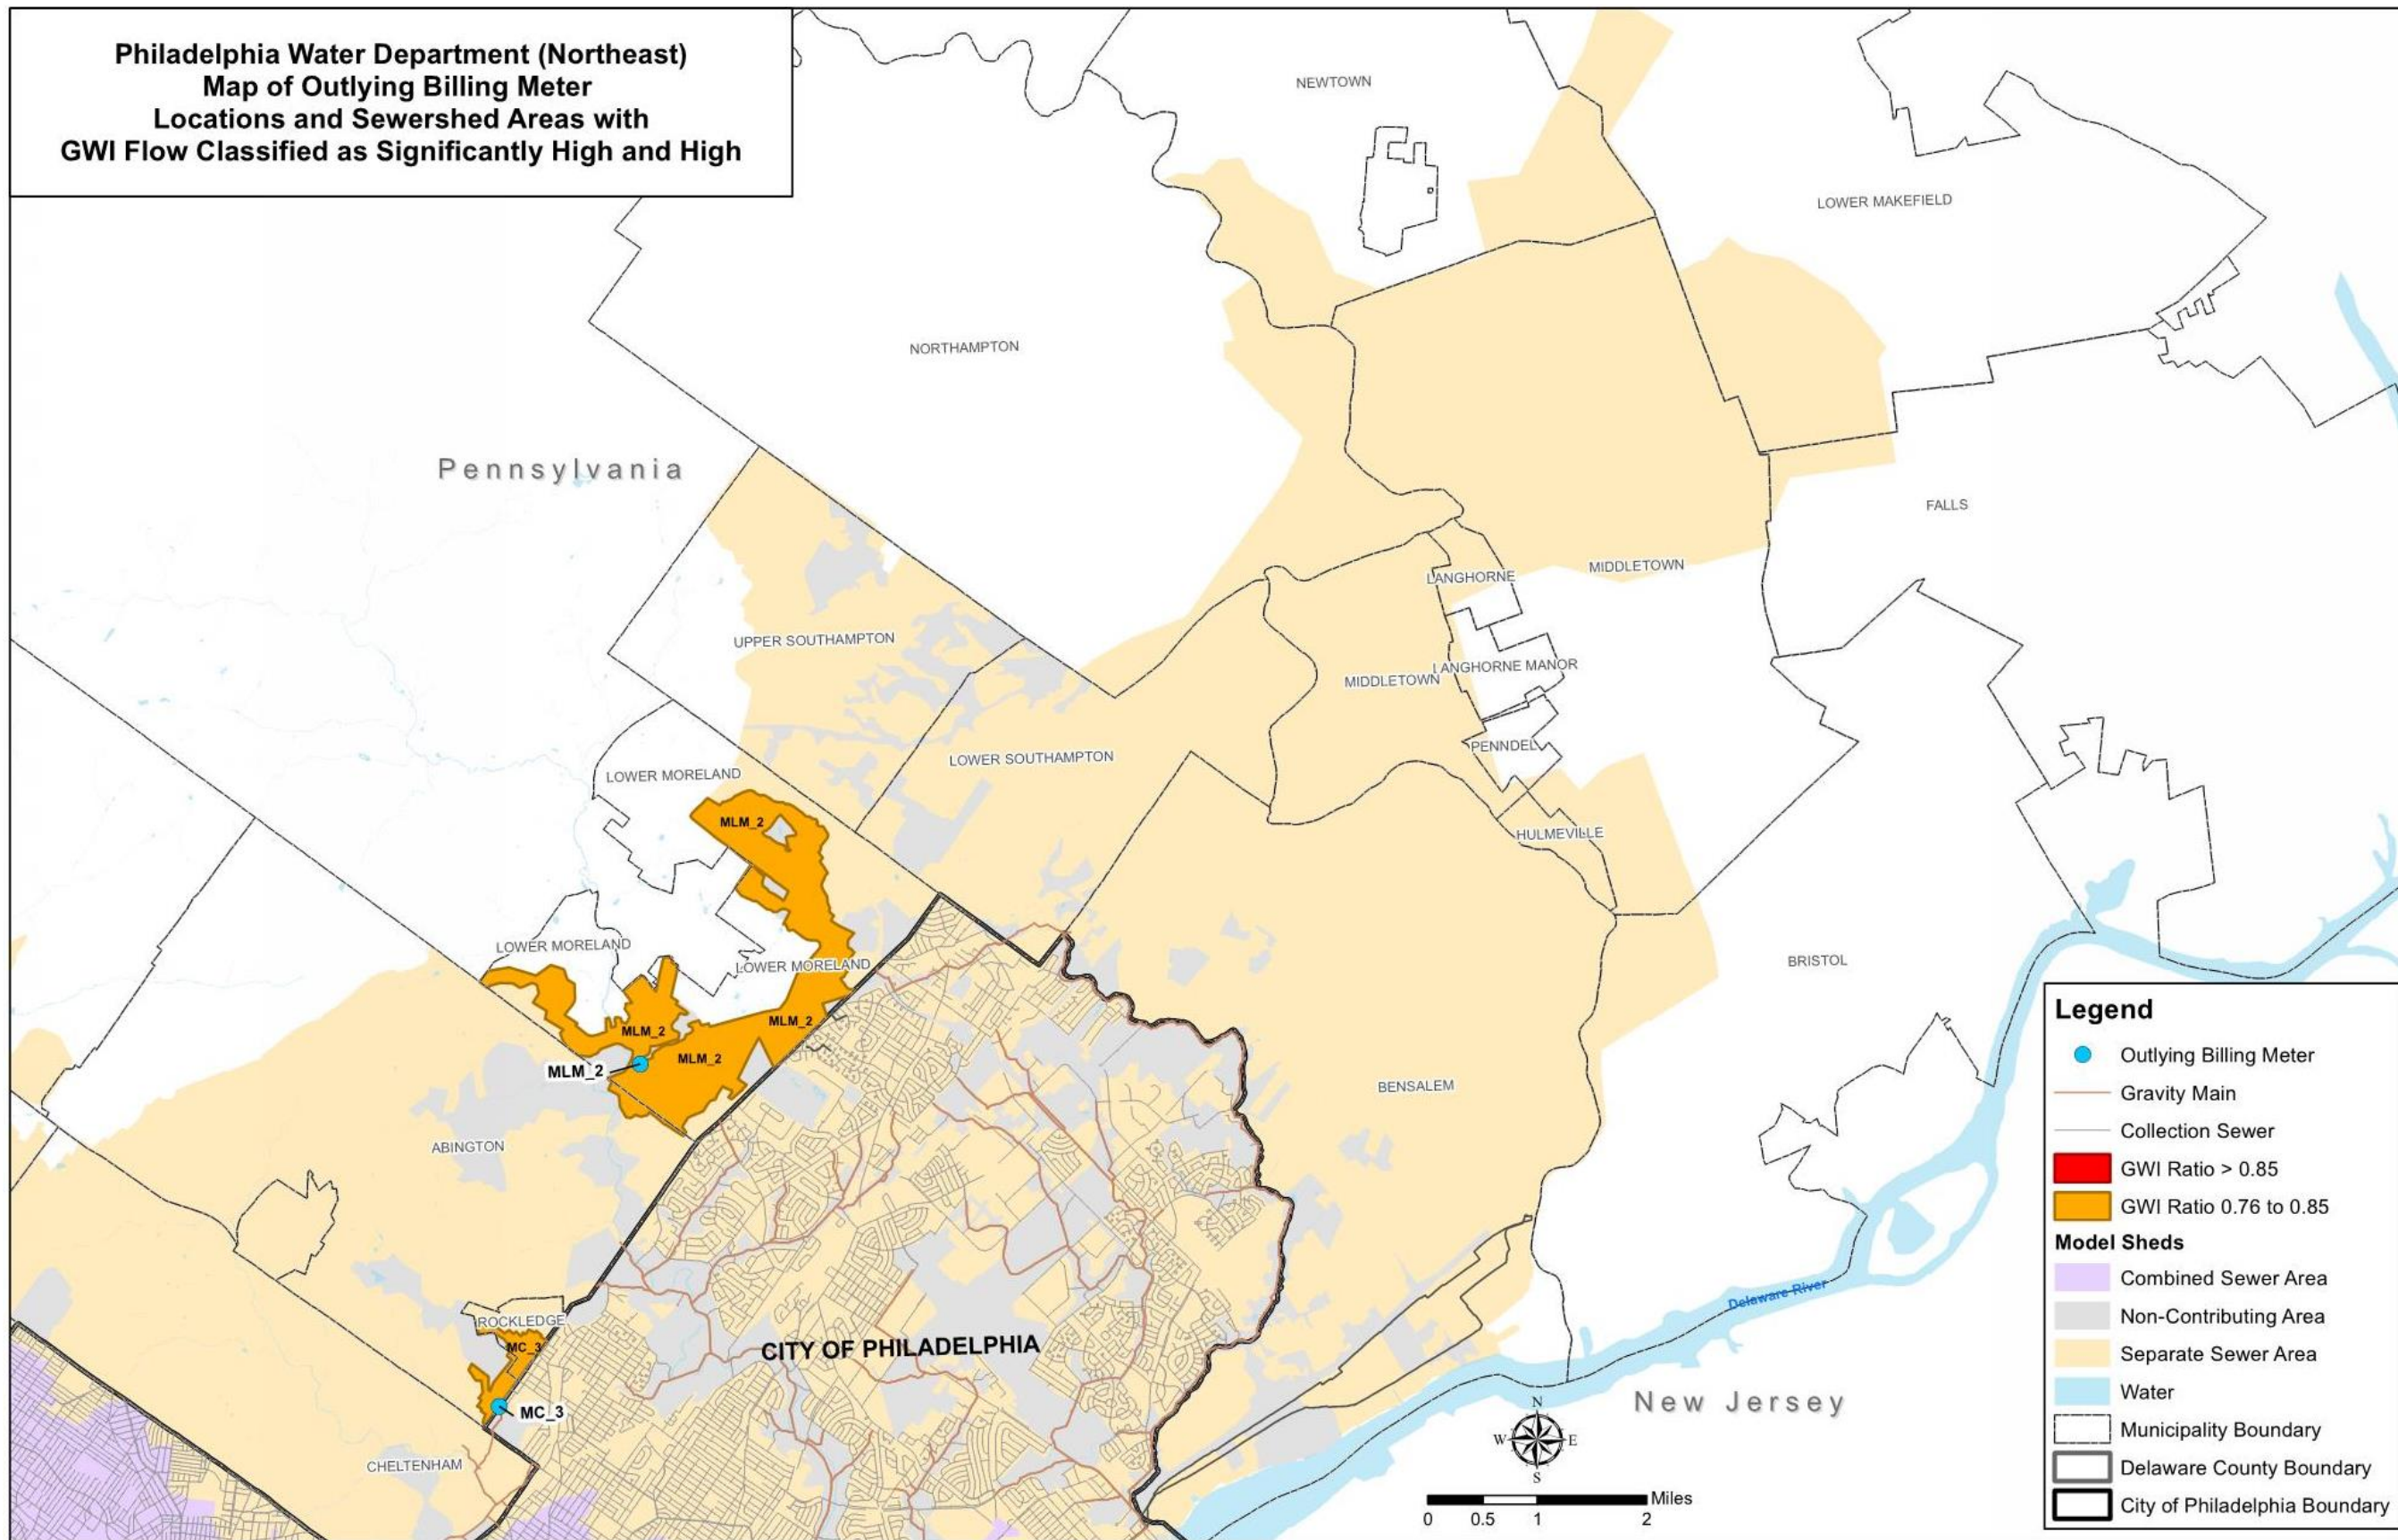 Philadelphia Water Department (Northeast)
Map of Outlying Billing Meter
Locations and Sewershed Areas with
GWI Flow Classified as Significantly High and High
NEWTOWN
LOWER MAKEFIELD
NORTHAMPTON
Pennsylvania
FALLS
MIDDLETOWN
LANGHORNE
UPPER SOUTHAMPTON
LANGHORNE MANOR
MIDDLETOWN
PENNDEL
LOWER SOUTHAMPTON
LOWER MORELAND
MLM_2
HULMEVILLE
LOWER MORELAND
LOWER MORELAND
BRISTOL
MLM_2
MLM_2
MLM_2
MLM_2
BENSALEM
ABINGTON
ROCKLEDGE
MC_3
CITY OF PHILADELPHIA
MC_3
CHELTENHAM
Delaware River
New Jersey
N
W
E
S
Miles
0 0.5 1 2
Legend
Outlying Billing Meter
Gravity Main
Collection Sewer
GWI Ratio > 0.85
GWI Ratio 0.76 to 0.85
Model Sheds
Combined Sewer Area
Non-Contributing Area
Separate Sewer Area
Water
Municipality Boundary
Delaware County Boundary
City of Philadelphia Boundary